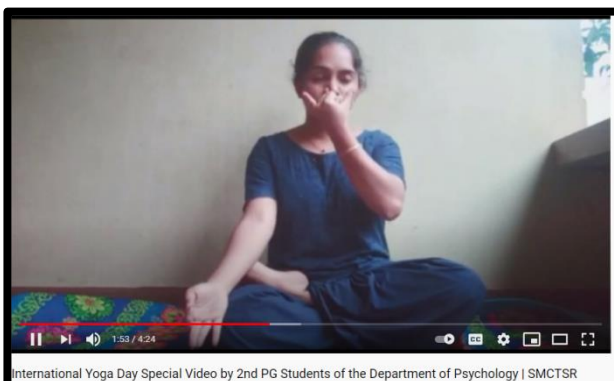 1:53 / 4:24
CC
International Yoga Day Special Video by 2nd PG Students of the Department of Psychology | SMCTSR